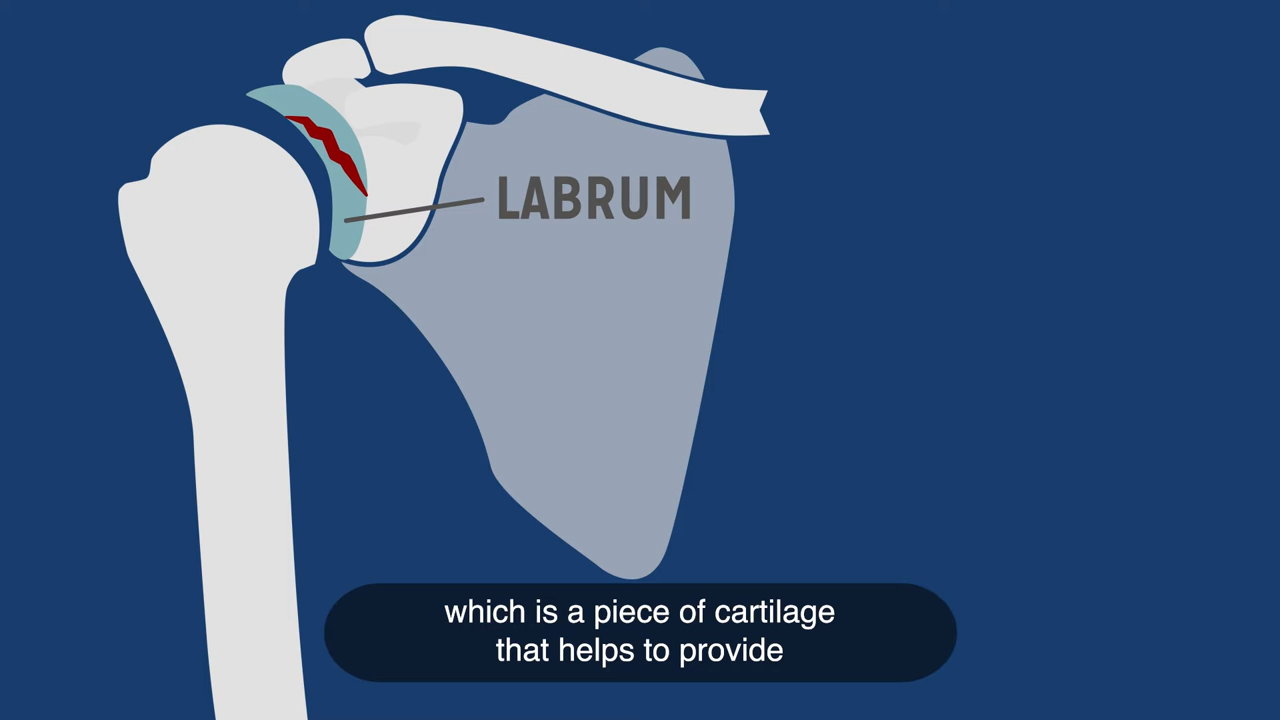 LABRUM
which is a piece of cartilage
that helps to provide